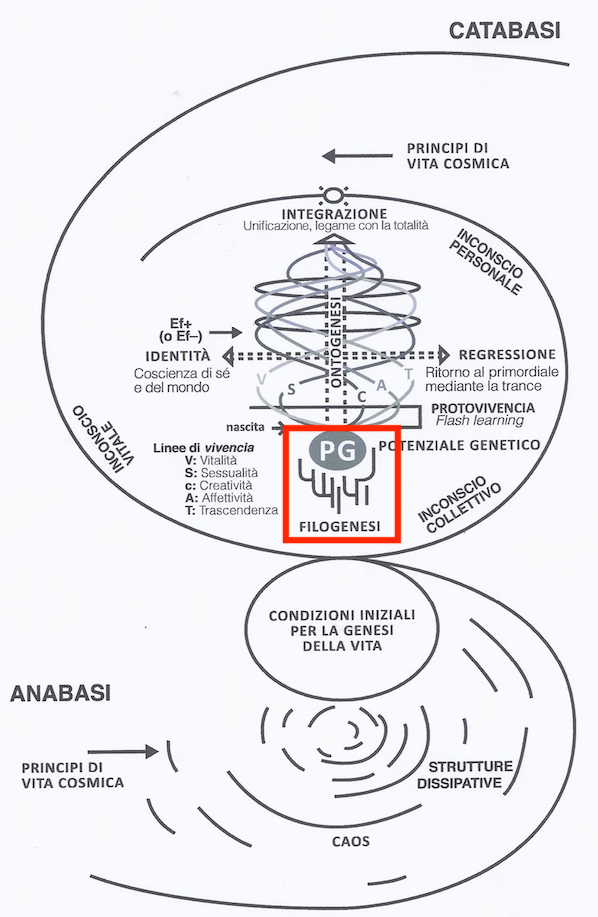 CATABASI
PRINCIPI DI
VITA COSMICA
INTEGRAZIONE
Unificazione, legame con la totalità
INCONSCIO
PERSONALE
ONTOGENESI
Ef+
(o Ef–)
IDENTITÀ
Coscienza di sé
e del mondo
REGRESSIONE
Ritorno al primordiale
mediante la trance
V
S
C
A
T
PROTOVIVENCIA
Flash learning
nascita
INCONSCIO
VITALE
Linee di vivencia
V: Vitalità
S: Sessualità
c: Creatività
A: Affettività
T: Trascendenza
PG
POTENZIALE GENETICO
FILOGENESI
INCONSCIO
COLLETTIVO
CONDIZIONI INIZIALI
PER LA GENESI
DELLA VITA
ANABASI
PRINCIPI DI
VITA COSMICA
STRUTTURE
DISSIPATIVE
CAOS